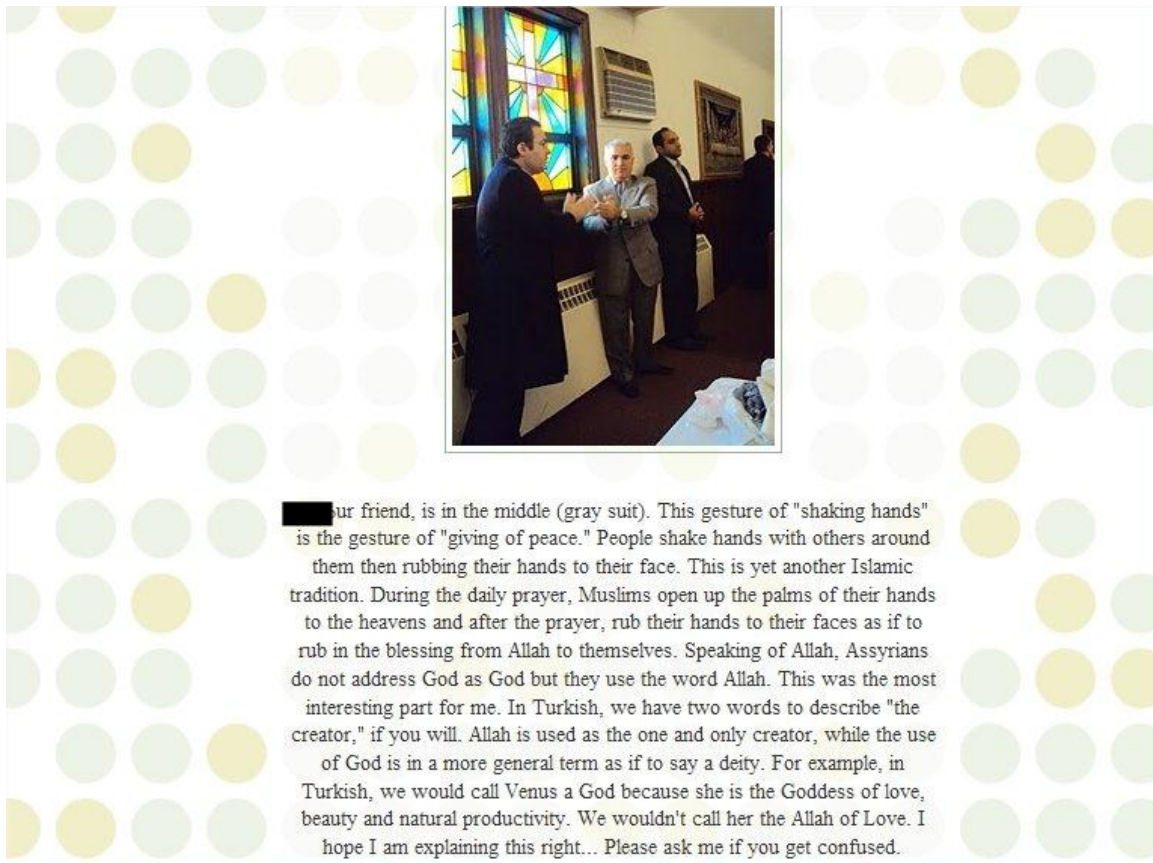 ur friend, is in the middle (gray suit). This gesture of "shaking hands"
is the gesture of "giving of peace." People shake hands with others around
them then rubbing their hands to their face. This is yet another Islamic
tradition. During the daily prayer, Muslims open up the palms of their hands
to the heavens and after the prayer, rub their hands to their faces as if to
rub in the blessing from Allah to themselves. Speaking of Allah, Assyrians
do not address God as God but they use the word Allah. This was the most
interesting part for me. In Turkish, we have two words to describe "the
creator," if you will. Allah is used as the one and only creator, while the use
of God is in a more general term as if to say a deity. For example, in
Turkish, we would call Venus a God because she is the Goddess of love,
beauty and natural productivity. We wouldn't call her the Allah of Love. I
hope I am explaining this right... Please ask me if you get confused.